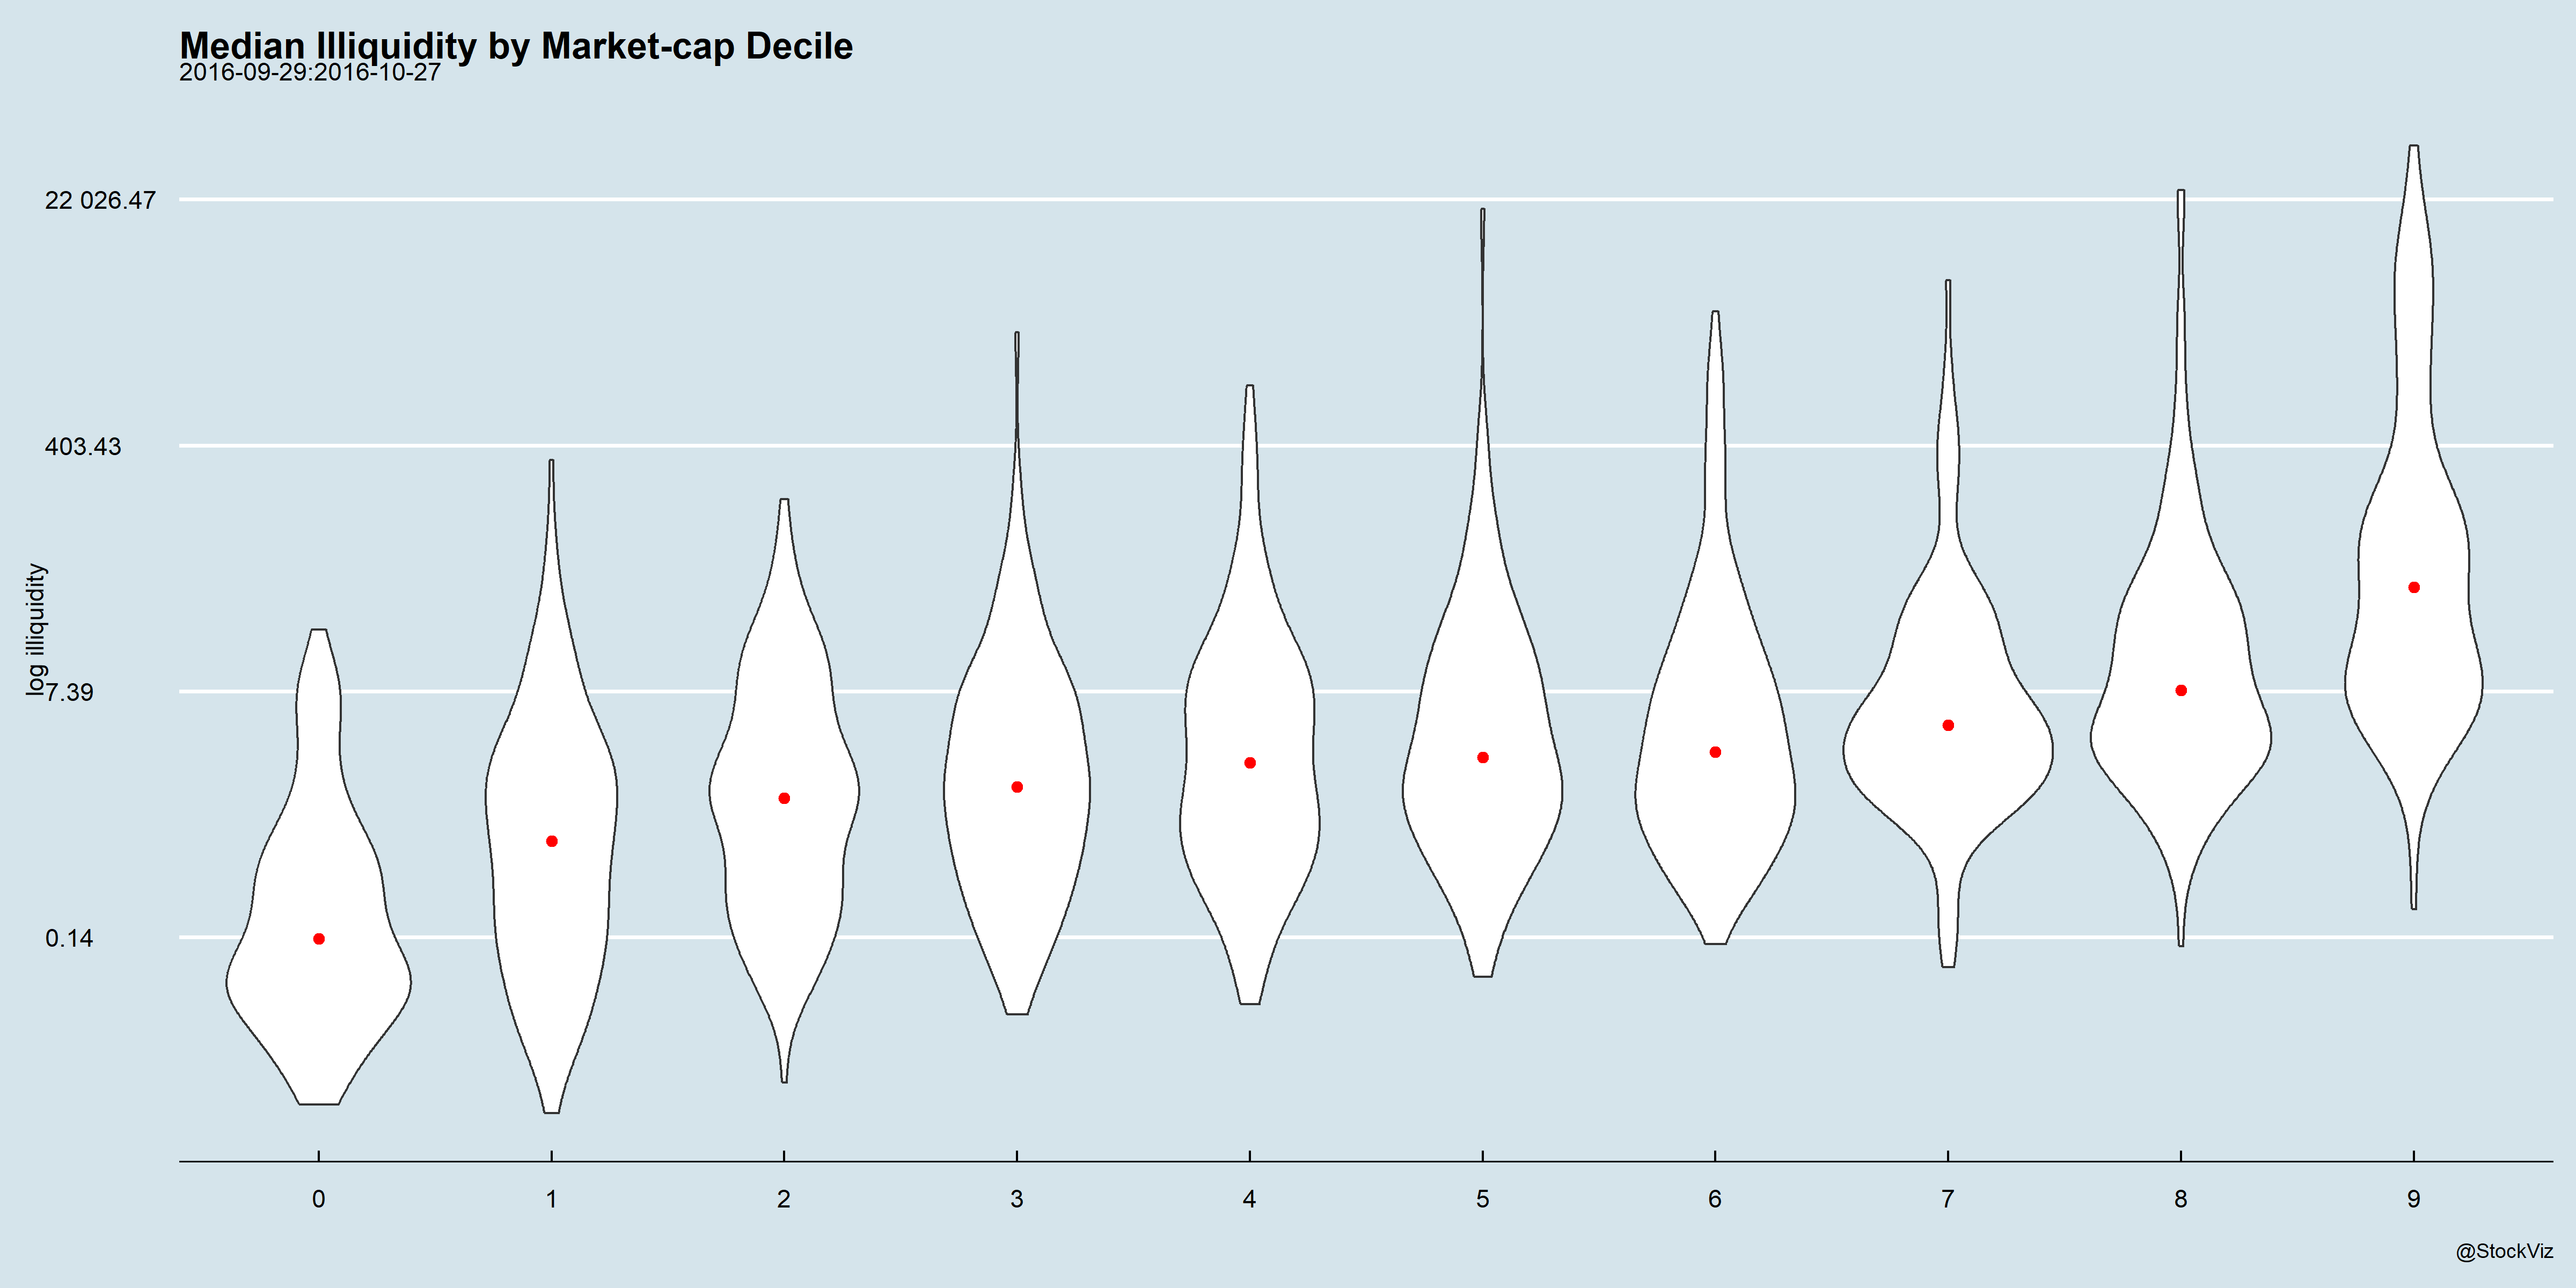 Median Illiquidity by Market-cap Decile
2016-09-29:2016-10-27
22 026.47
403.43
7.39
0.14
log illiquidity
0 1 2 3 4 5 6 7 8 9
@StockViz